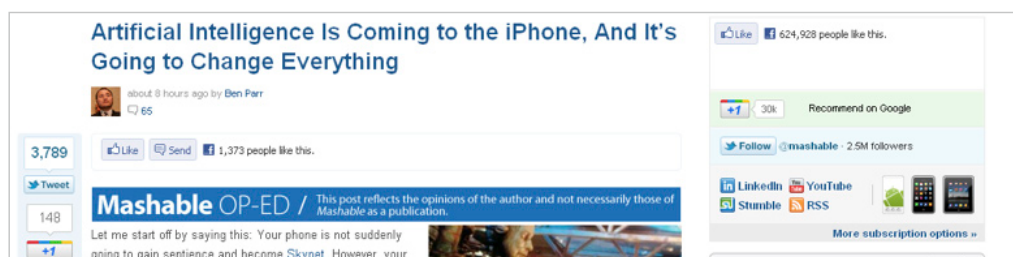 Artificial Intelligence Is Coming to the iPhone, And It's
Going to Change Everything
about 8 hours ago by Ben Parr
65
3,789
Tweet
148
+1
Like Send 1,373 people like this.
Mashable OP-ED / This post reflects the opinions of the author and not necessarily those of
Mashable as a publication.
Let me start off by saying this: Your phone is not suddenly
going to gain sentience and become Skynet. However, your
Like 624,928 people like this.
+1 30k Recommend on Google
Follow @mashable · 2.5M followers
in LinkedIn You Tube YouTube
Stumble RSS
More subscription options »